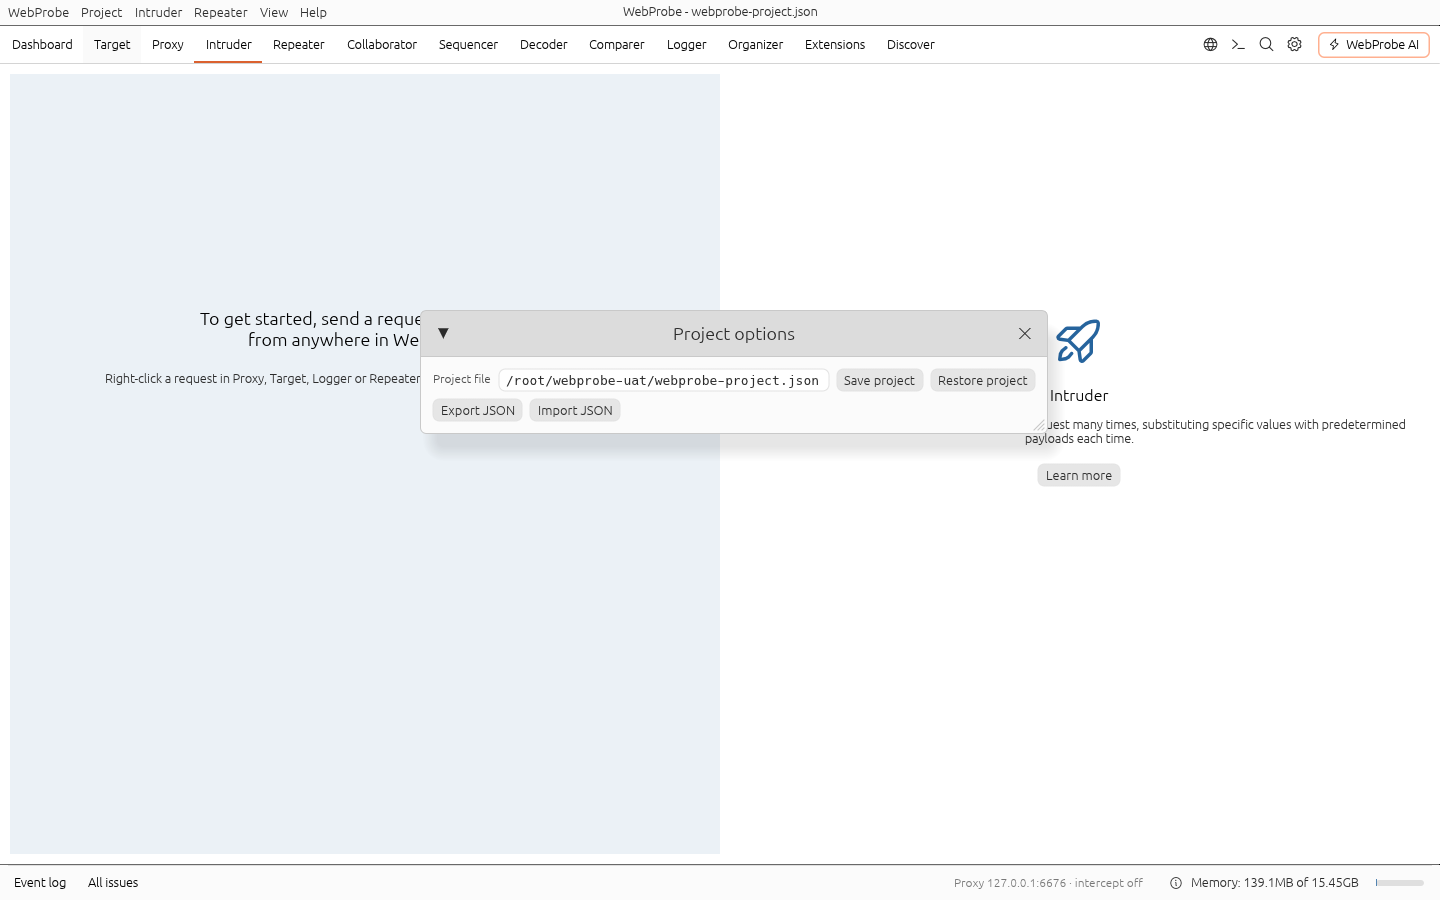 WebProbe Project Intruder Repeater View Help
WebProbe - webprobe-project.json
Dashboard Target Proxy Intruder Repeater Collaborator Sequencer Decoder Comparer Logger Organizer Extensions Discover
WebProbe AI
To get started, send a
from anywhere in
Right-click a request in Proxy, Target, Logger or Repeater
Project options
Project file /root/webprobe-uat/webprobe-project.json Save project Restore project
Export JSON Import JSON
Intruder
many times, substituting specific values with predetermined
payloads each time.
Learn more
Event log All issues
Proxy 127.0.0.1:6676 · intercept off
Memory: 139.1MB of 15.45GB